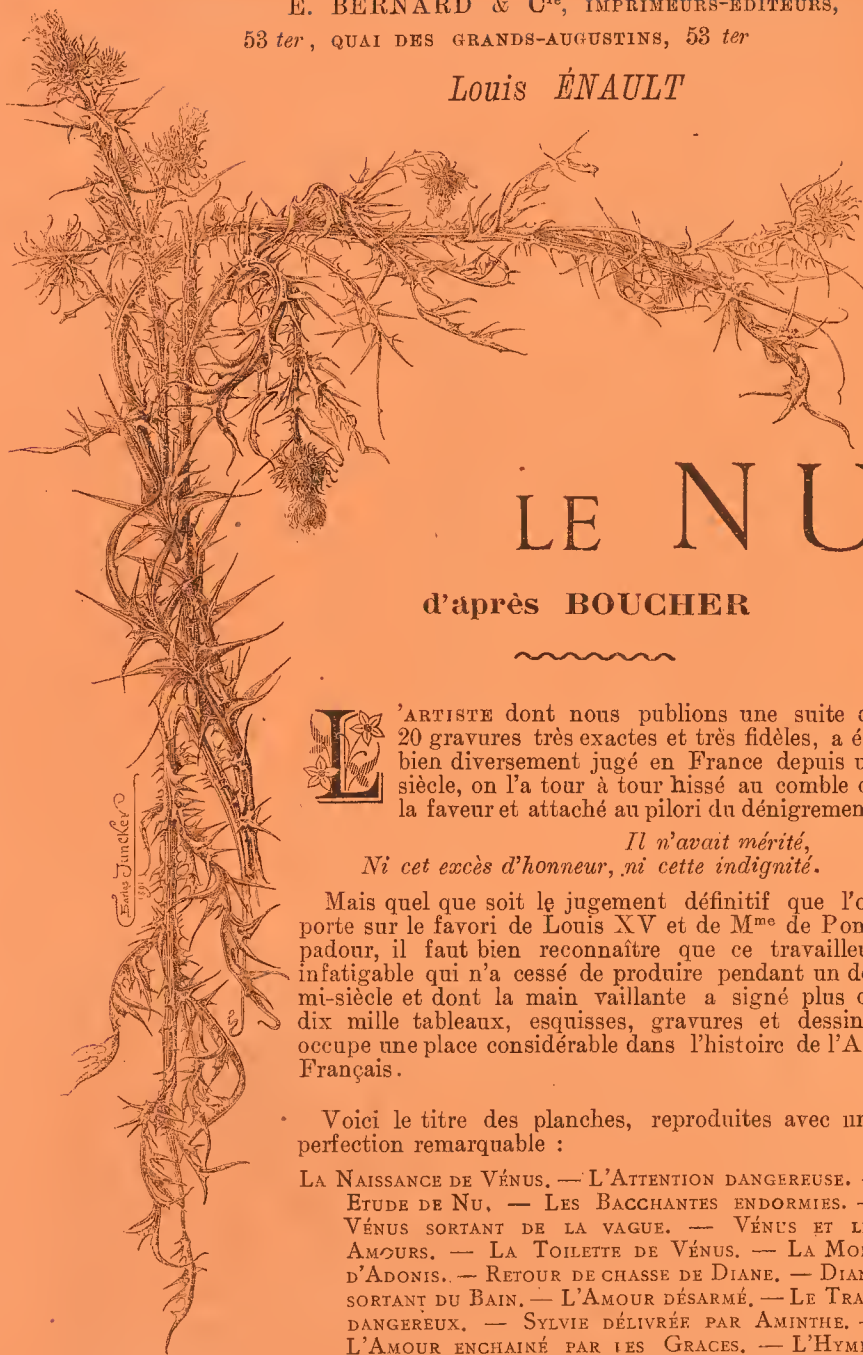 E. BERNARD & Cie, IMPRIMEURS-ÉDITEURS,
53 ter, QUAI DES GRANDS-AUGUSTINS, 53 ter
Louis ÉNAULT
LE NU
d'après BOUCHER
L'ARTISTE dont nous publions une suite d
20 gravures très exactes et très fidèles, a é
bien diversement jugé en France depuis u
siècle, on l'a tour à tour hissé au comble d
la faveur et attaché au pilori du dénigremen
Il n'avait mérité,
Ni cet excès d'honneur, ni cette indignité.
Mais quel que soit le jugement définitif que l'o
porte sur le favori de Louis XV et de Mme de Pom
padour, il faut bien reconnaître que ce travailleu
infatigable qui n'a cessé de produire pendant un de
mi-siècle et dont la main vaillante a signé plus d
dix mille tableaux, esquisses, gravures et dessin
occupe une place considérable dans l'histoire de l'A
Français.
Voici le titre des planches, reproduites avec un
perfection remarquable :
LA NAISSANCE DE VÉNUS. — L'ATTENTION DANGEREUSE. -
ETUDE DE NU. — LES BACCHANTES ENDORMIES. -
VÉNUS SORTANT DE LA VAGUE. — VÉNUS ET LE
AMOURS. — LA TOILETTE DE VÉNUS. — LA MOR
D'ADONIS. — RETOUR DE CHASSE DE DIANE. — DIAN
SORTANT DU BAIN. — L'AMOUR DÉSARMÉ. — LE TRA
DANGEREUX. — SYLVIE DÉLIVRÉE PAR AMINTHE. -
L'AMOUR ENCHAINÉ PAR LES GRACES. — L'HYME